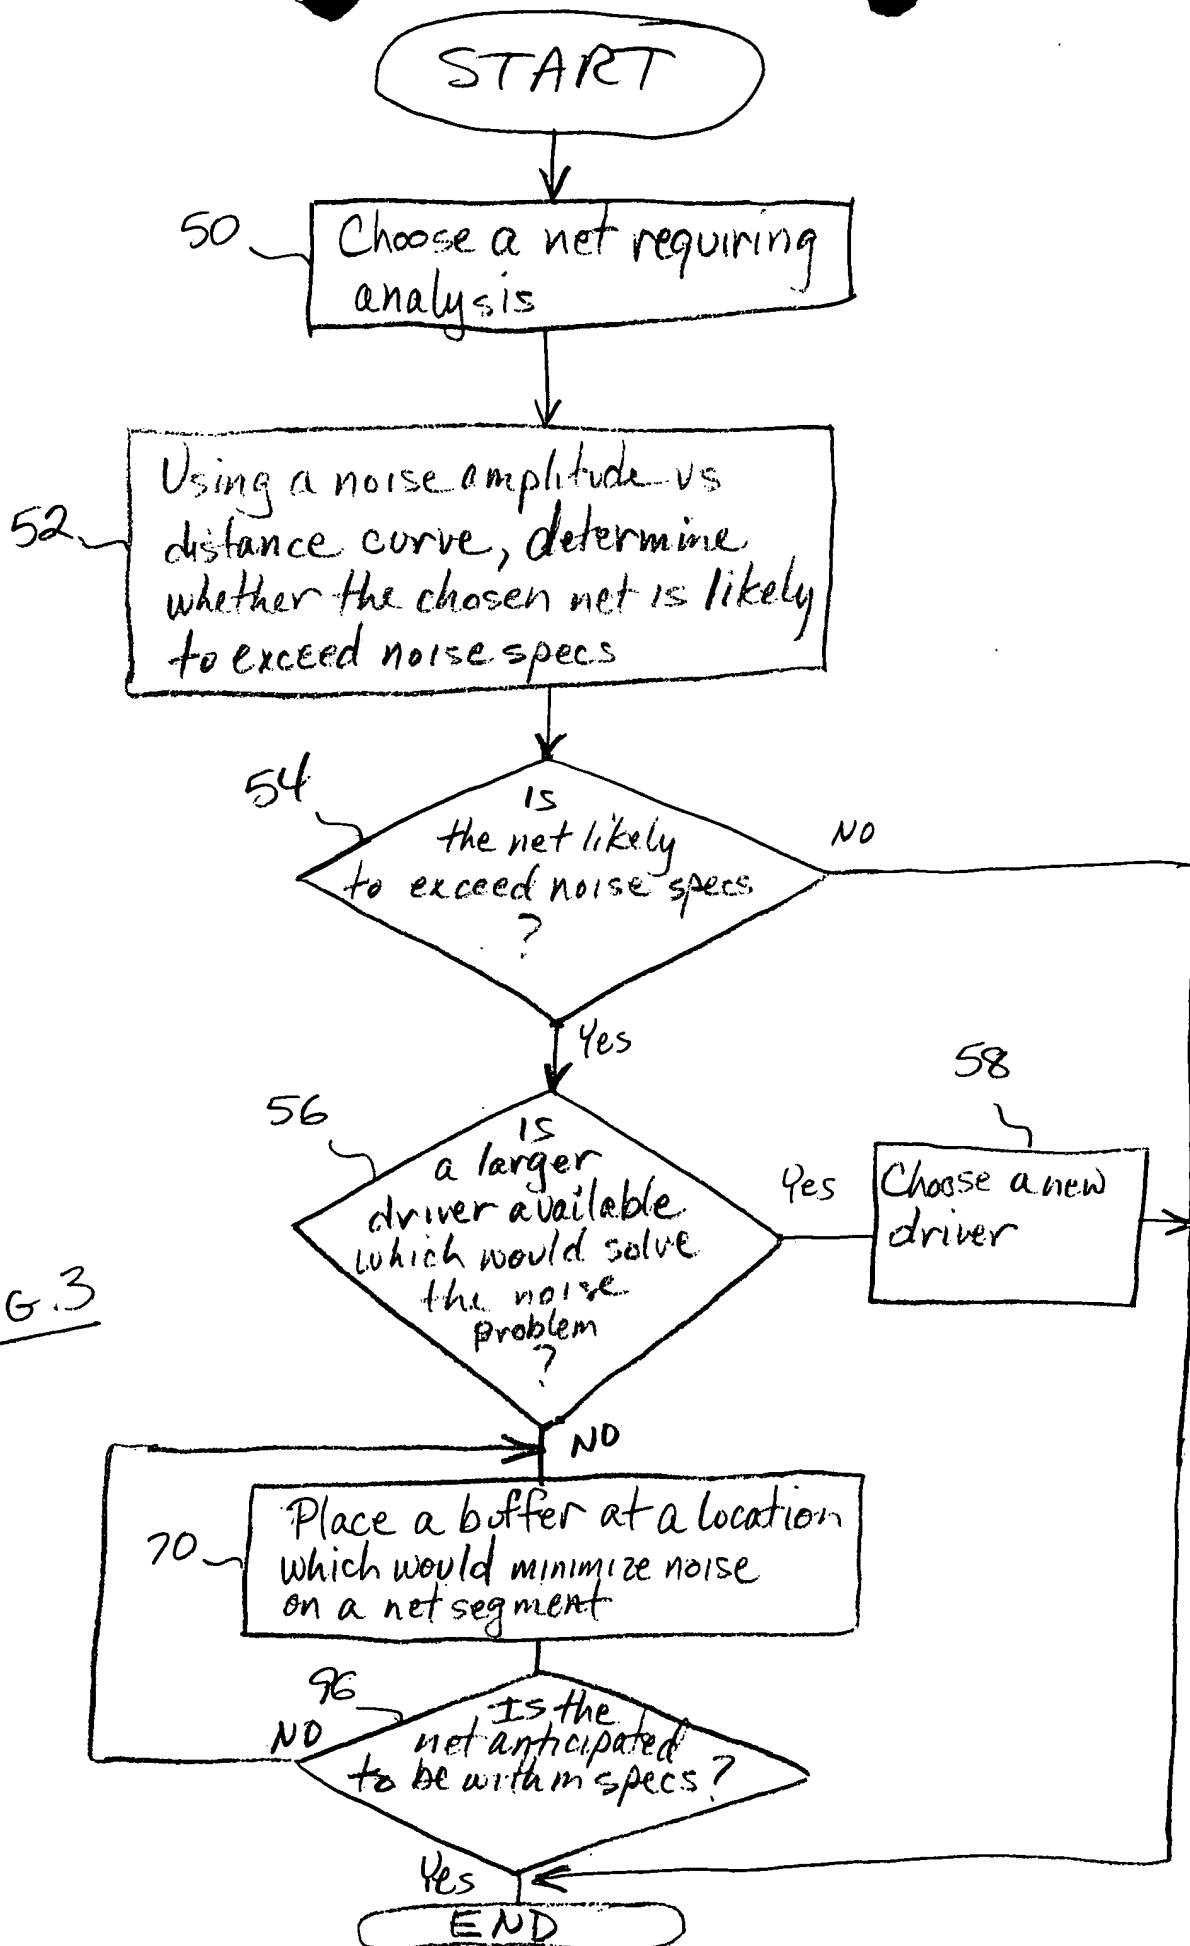 START
50
Choose a net requiring
analysis
52
Using a noise amplitude vs
distance curve, determine
whether the chosen net is likely
to exceed noise specs
54
is
the net likely
to exceed noise specs
?
NO
Yes
56
is
a larger
driver available
which would solve
the noise
problem
?
Yes
58
Choose a new
driver
G.3
NO
70
Place a buffer at a location
which would minimize noise
on a net segment
96
Is the
net anticipated
to be within specs?
NO
Yes
END